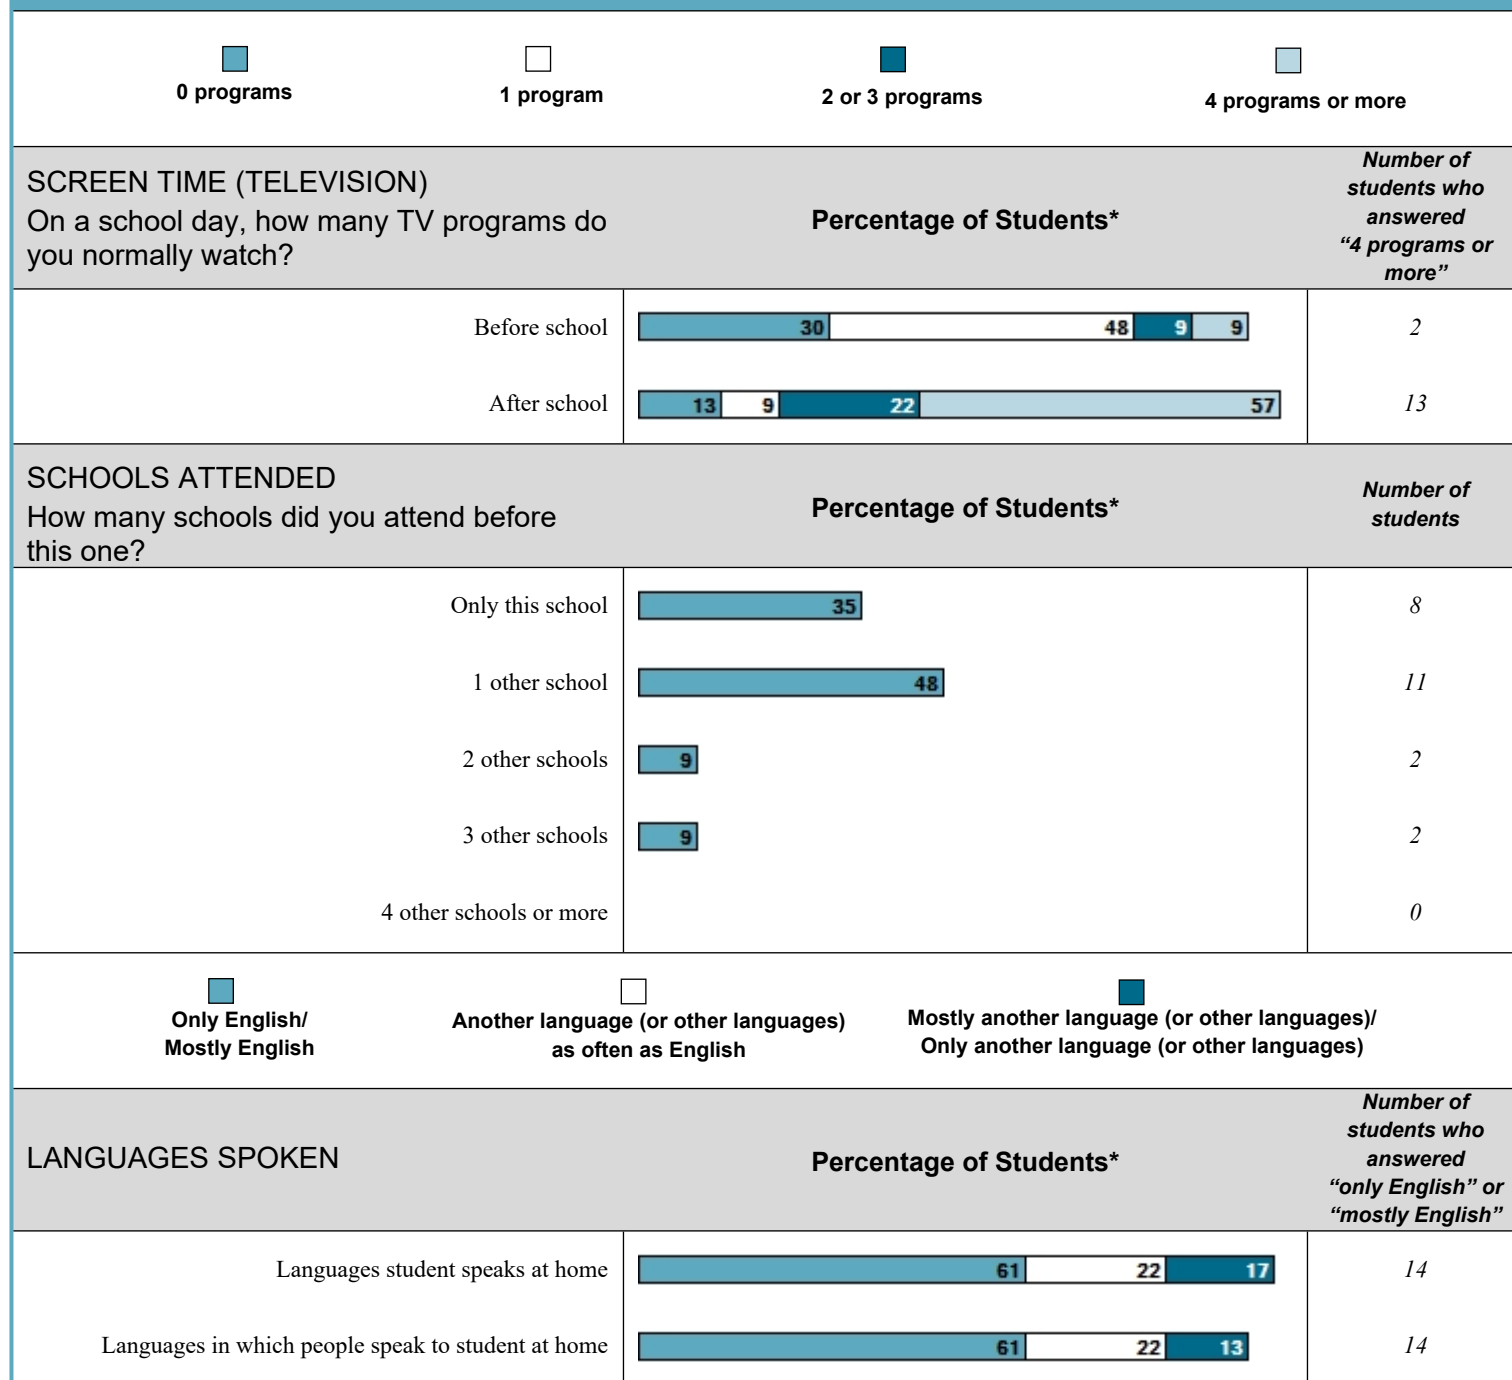 0 programs
1 program
2 or 3 programs
4 programs or more
SCREEN TIME (TELEVISION)
On a school day, how many TV programs do
you normally watch?
Percentage of Students*
Number of
students who
answered
“4 programs or
more”
Before school
30 48 9 9
2
After school
13 9 22 57
13
SCHOOLS ATTENDED
How many schools did you attend before
this one?
Percentage of Students*
Number of
students
Only this school
35
8
1 other school
48
11
2 other schools
9
2
3 other schools
9
2
4 other schools or more
0
Only English/
Mostly English
Another language (or other languages)
as often as English
Mostly another language (or other languages)/
Only another language (or other languages)
LANGUAGES SPOKEN
Percentage of Students*
Number of
students who
answered
“only English” or
“mostly English”
Languages student speaks at home
61 22 17
14
Languages in which people speak to student at home
61 22 13
14